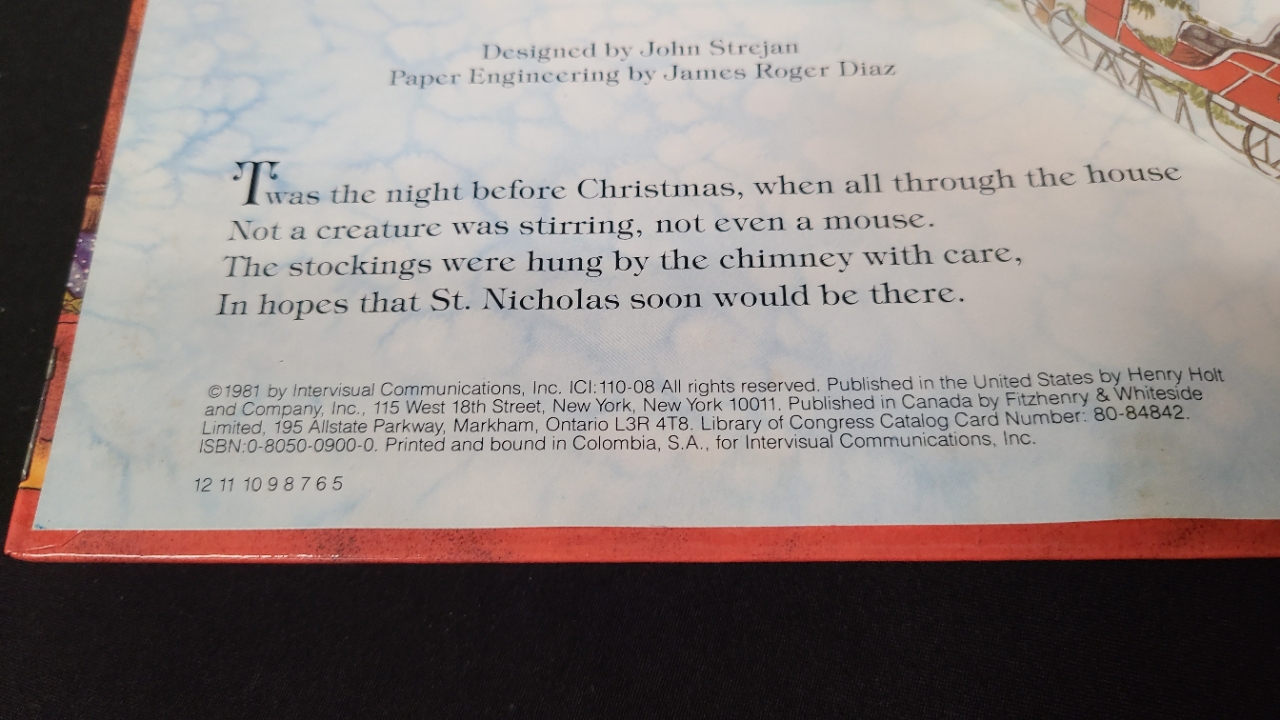 Designed by John Strejan
Paper Engineering by James Roger Diaz
Twas the night before Christmas, when all through the house
Not a creature was stirring, not even a mouse.
The stockings were hung by the chimney with care,
In hopes that St. Nicholas soon would be there.
©1981 by Intervisual Communications, Inc. ICI:110-08 All rights reserved. Published in the United States by Henry Holt
and Company, Inc., 115 West 18th Street, New York, New York 10011. Published in Canada by Fitzhenry & Whiteside
Limited, 195 Allstate Parkway, Markham, Ontario L3R 4T8. Library of Congress Catalog Card Number: 80-84842.
ISBN:0-8050-0900-0. Printed and bound in Colombia, S.A., for Intervisual Communications, Inc.
12 11 10 9 8 7 6 5